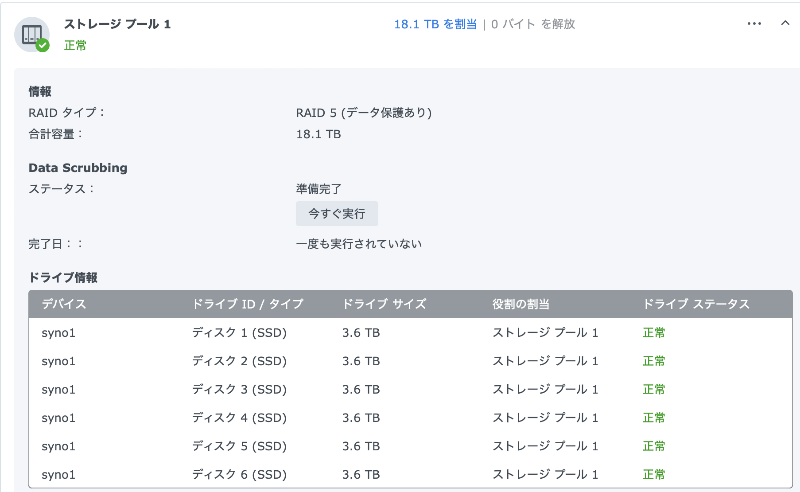 ストレージ プール 1
18.1 TB を割当 | 0 バイト を解放
正常
情報
RAID タイプ：
RAID 5 (データ保護あり)
合計容量：
18.1 TB
Data Scrubbing
ステータス：
準備完了
今すぐ実行
完了日：：
一度も実行されていない
ドライブ情報
デバイス ドライブ ID / タイプ ドライブ サイズ 役割の割当 ドライブ ステータス
syno1 ディスク 1 (SSD) 3.6 TB ストレージ プール 1 正常
syno1 ディスク 2 (SSD) 3.6 TB ストレージ プール 1 正常
syno1 ディスク 3 (SSD) 3.6 TB ストレージ プール 1 正常
syno1 ディスク 4 (SSD) 3.6 TB ストレージ プール 1 正常
syno1 ディスク 5 (SSD) 3.6 TB ストレージ プール 1 正常
syno1 ディスク 6 (SSD) 3.6 TB ストレージ プール 1 正常